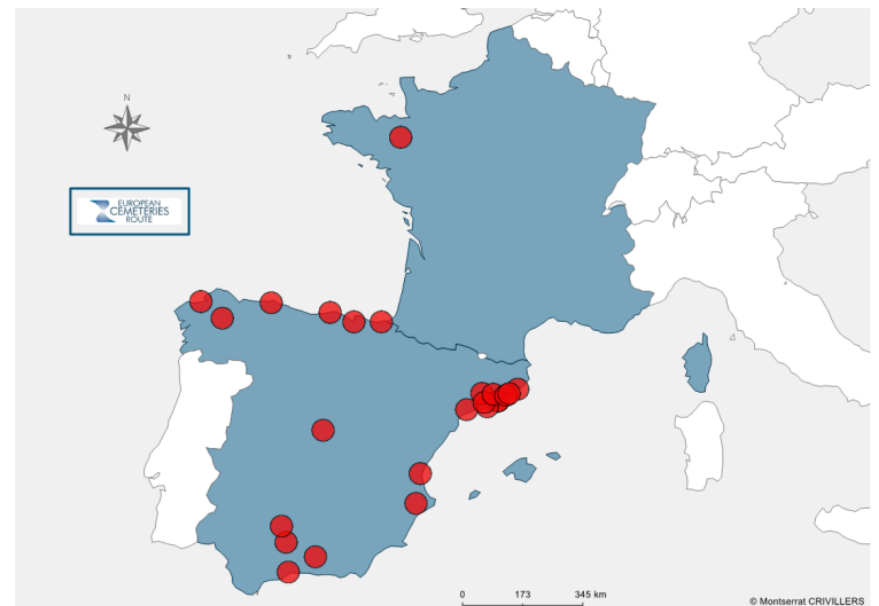 N
EUROPEAN
CEMETERIES
ROUTE
0 173 345 km
© Montserrat CRIVILLERS